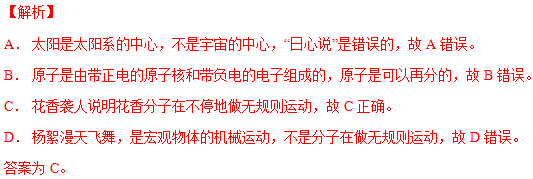 【解析】
A． 太阳是太阳系的中心，不是宇宙的中心，“日心说”是错误的，故 A 错误。
B． 原子是由带正电的原子核和带负电的电子组成的，原子是可以再分的，故 B 错误。
C． 花香袭人说明花香分子在不停地做无规则运动，故 C 正确。
D． 杨絮漫天飞舞，是宏观物体的机械运动，不是分子在做无规则运动，故 D 错误。
答案为 C。